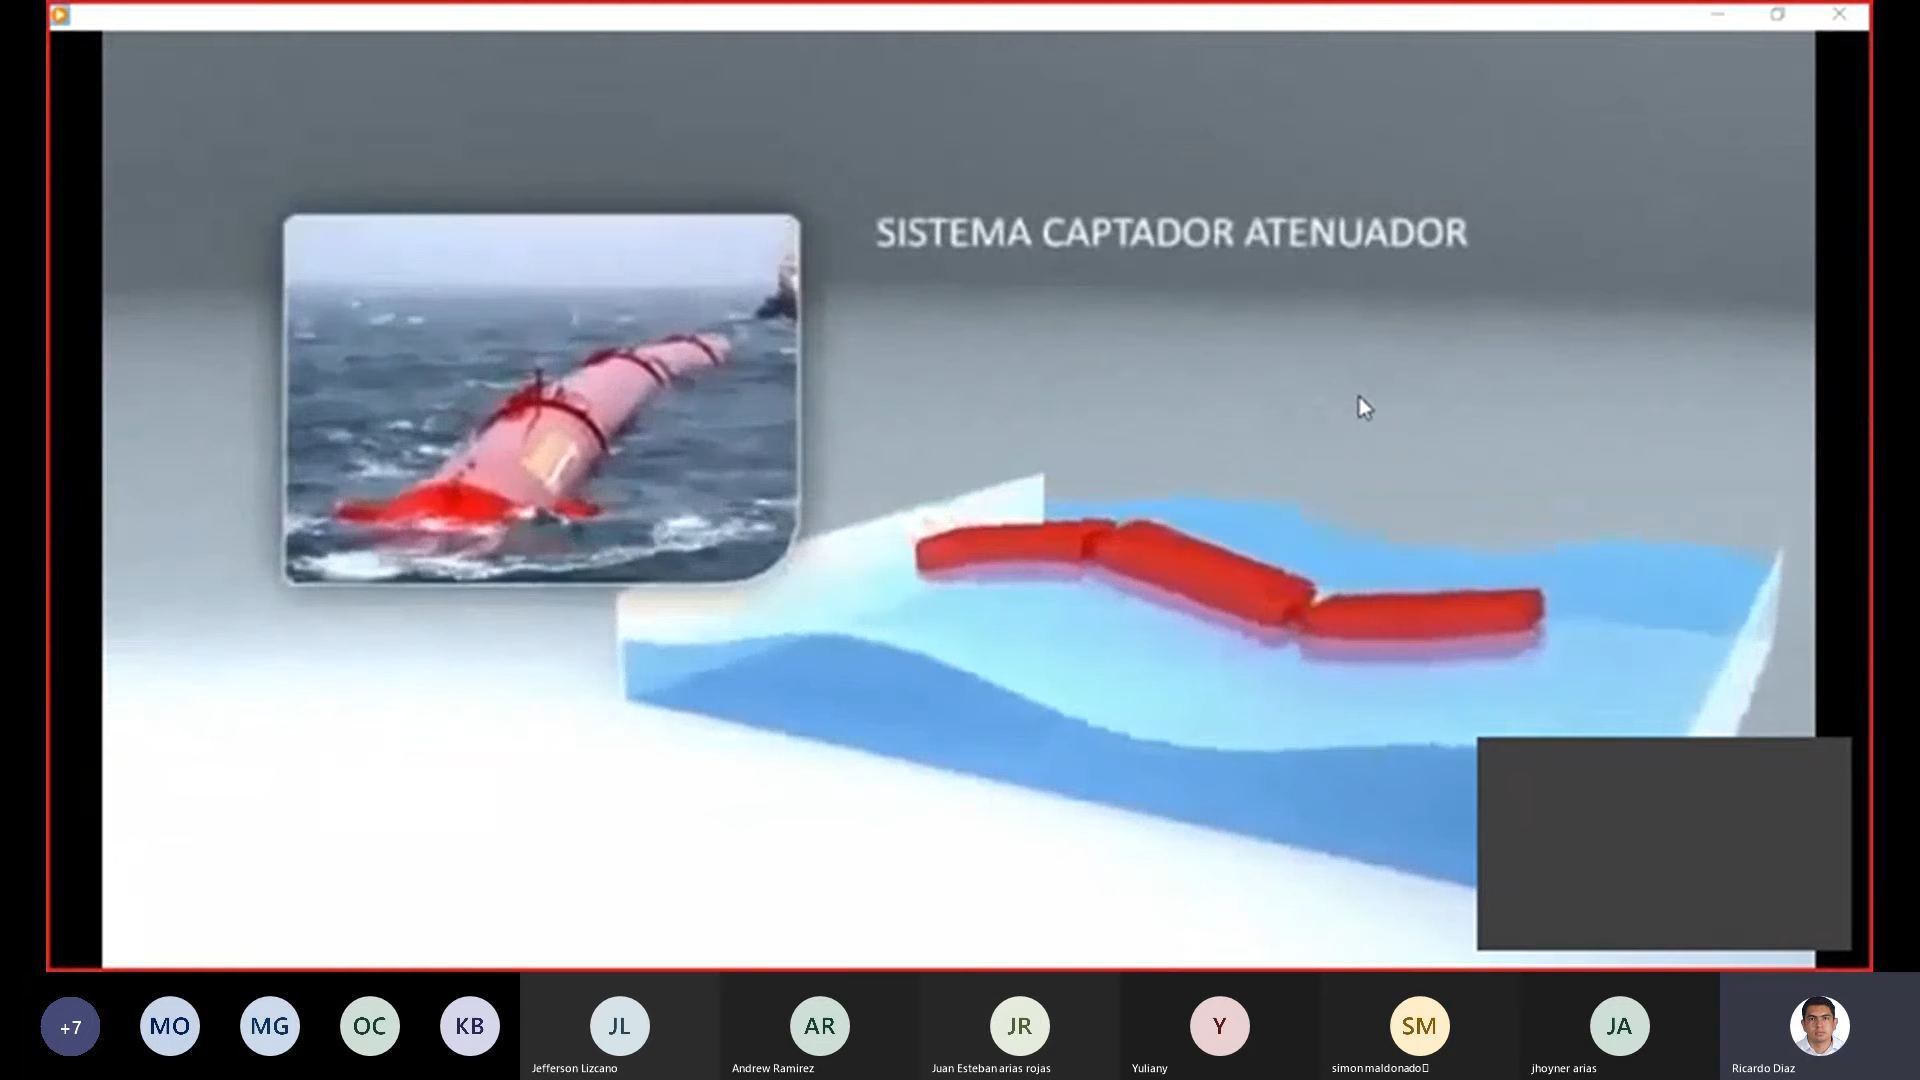 SISTEMA CAPTADOR ATENUADOR
+7
MO
MG
OC
KB
JL
AR
JR
Y
SM
JA
Jefferson Lizcano
Andrew Ramirez
Juan Esteban arias rojas
Yuliany
simon maldonado
jhoyner arias
Ricardo Diaz